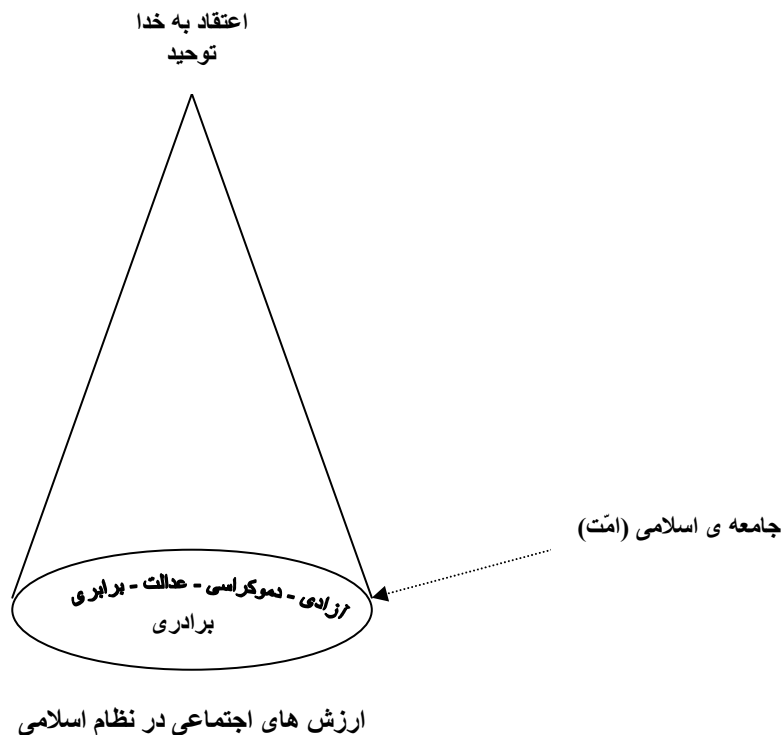 اعتقاد به خدا
توحید
جامعه ی اسلامی (امّت)
آزادی - دموکراسی - عدالت - برابری
برادری
ارزش های اجتماعی در نظام اسلامی